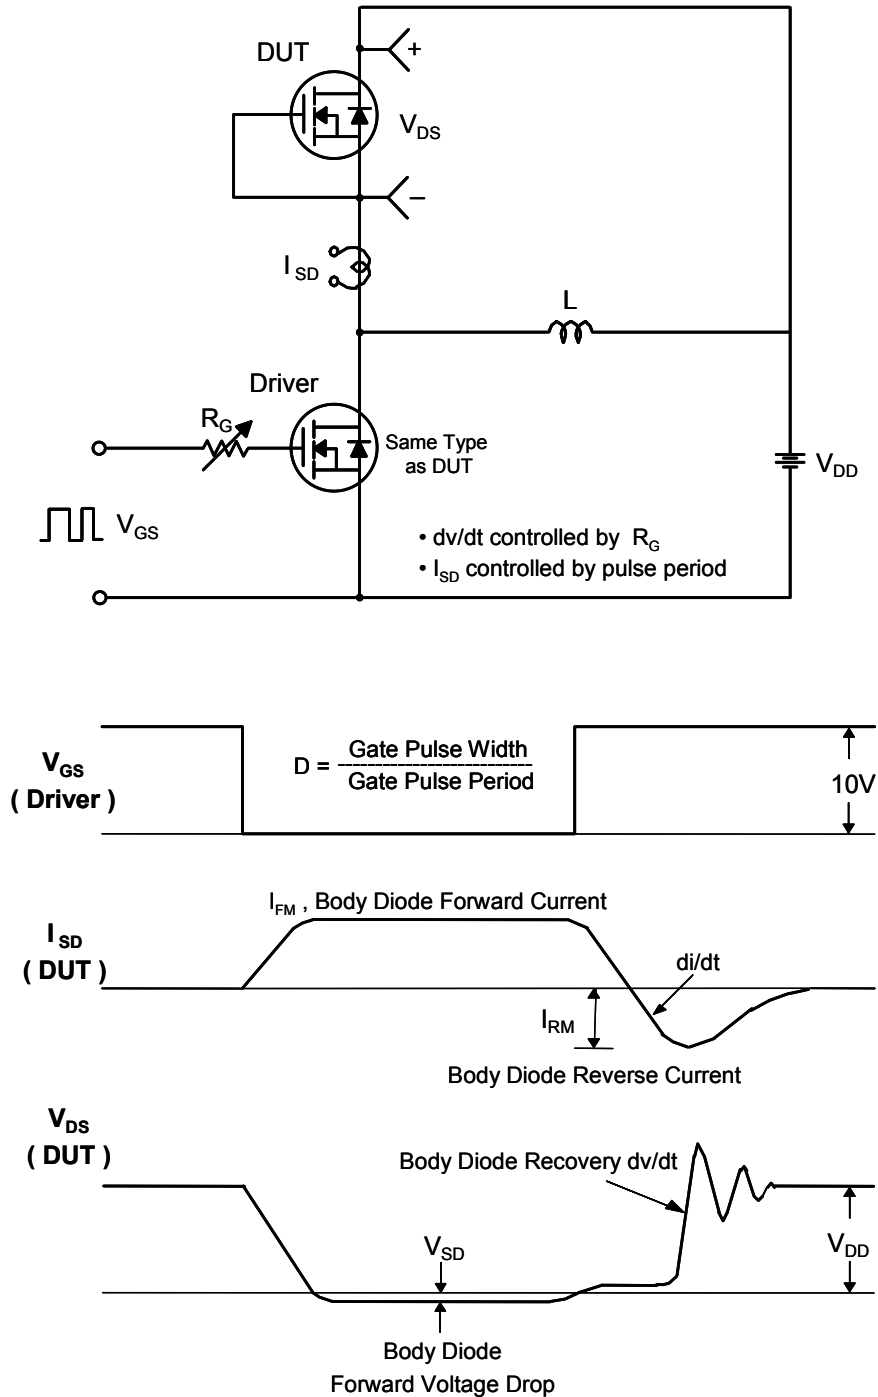 DUT
+
V_DS
–
I_SD
L
Driver
R_G
Same Type
as DUT
V_DD
V_GS
• dv/dt controlled by R_G
• I_SD controlled by pulse period
V_GS
( Driver )
D = Gate Pulse Width
--------------------------
Gate Pulse Period
10V
I_FM , Body Diode Forward Current
I_SD
( DUT )
di/dt
I_RM
Body Diode Reverse Current
V_DS
( DUT )
Body Diode Recovery dv/dt
V_SD
V_DD
Body Diode
Forward Voltage Drop